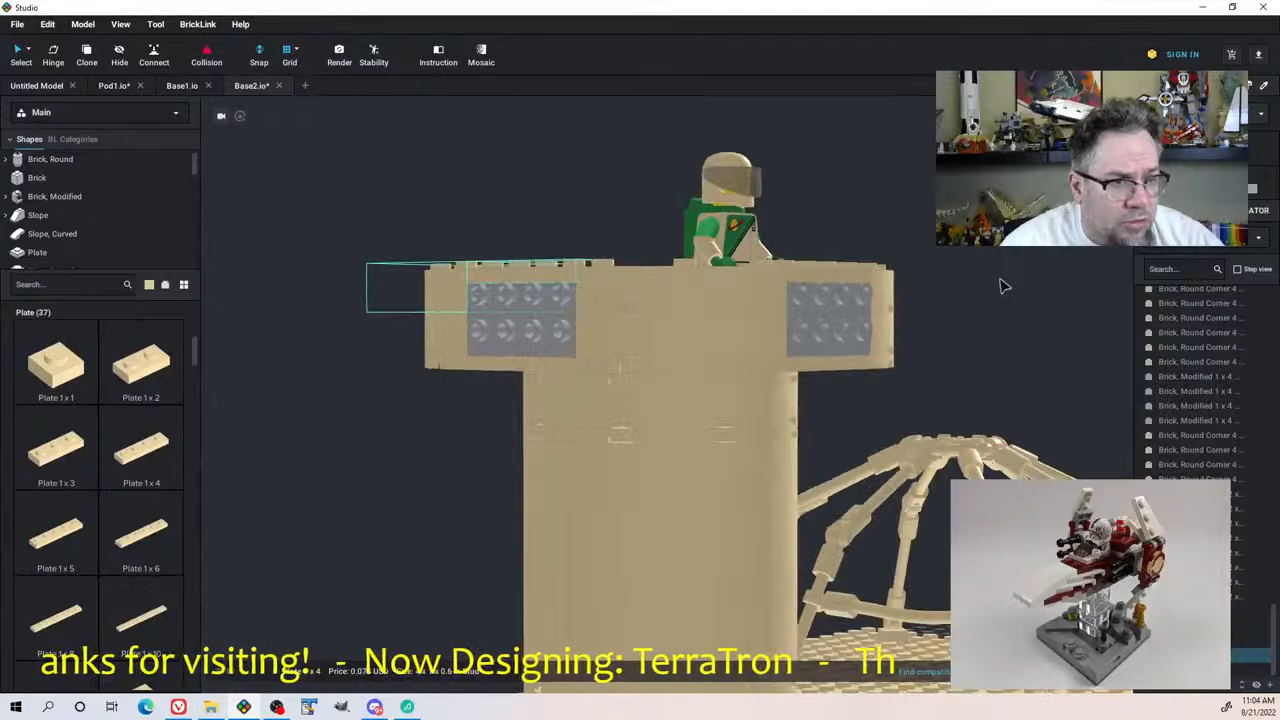 Studio
File Edit Model View Tool BrickLink Help
Select Hinge Clone Hide Connect Collision Snap Grid Render Stability Instruction Mosaic
SIGN IN
Untitled Model Pod1.io* Base1.io Base2.io*
Main
Shapes BL Categories
Brick, Round
Brick
Brick, Modified
Slope
Slope, Curved
Plate
Search...
Plate (37)
Plate 1 x 1 Plate 1 x 2
Plate 1 x 3 Plate 1 x 4
Plate 1 x 5 Plate 1 x 6
Search... Step view
Brick, Round Corner 4 ...
Brick, Round Corner 4 ...
Brick, Round Corner 4 ...
Brick, Round Corner 4 ...
Brick, Round Corner 4 ...
Brick, Round Corner 4 ...
Brick, Modified 1 x 4 ...
Brick, Modified 1 x 4 ...
Brick, Modified 1 x 4 ...
Brick, Modified 1 x 4 ...
Brick, Round Corner 4 ...
Brick, Round Corner 4 ...
Brick, Round Corner 4 ...
anks for visiting! - Now Designing: TerraTron - Th
Find compatib
11:04 AM
8/21/2022